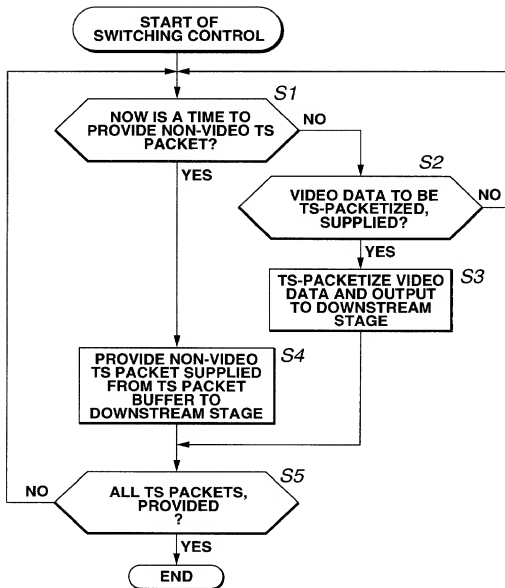 START OF
SWITCHING CONTROL
S1
NOW IS A TIME TO
PROVIDE NON-VIDEO TS
PACKET?
NO
YES
S2
VIDEO DATA TO BE
TS-PACKETIZED,
SUPPLIED?
NO
YES
S3
TS-PACKETIZE VIDEO
DATA AND OUTPUT
TO DOWNSTREAM
STAGE
S4
PROVIDE NON-VIDEO
TS PACKET SUPPLIED
FROM TS PACKET
BUFFER TO
DOWNSTREAM STAGE
S5
NO
ALL TS PACKETS,
PROVIDED
?
YES
END